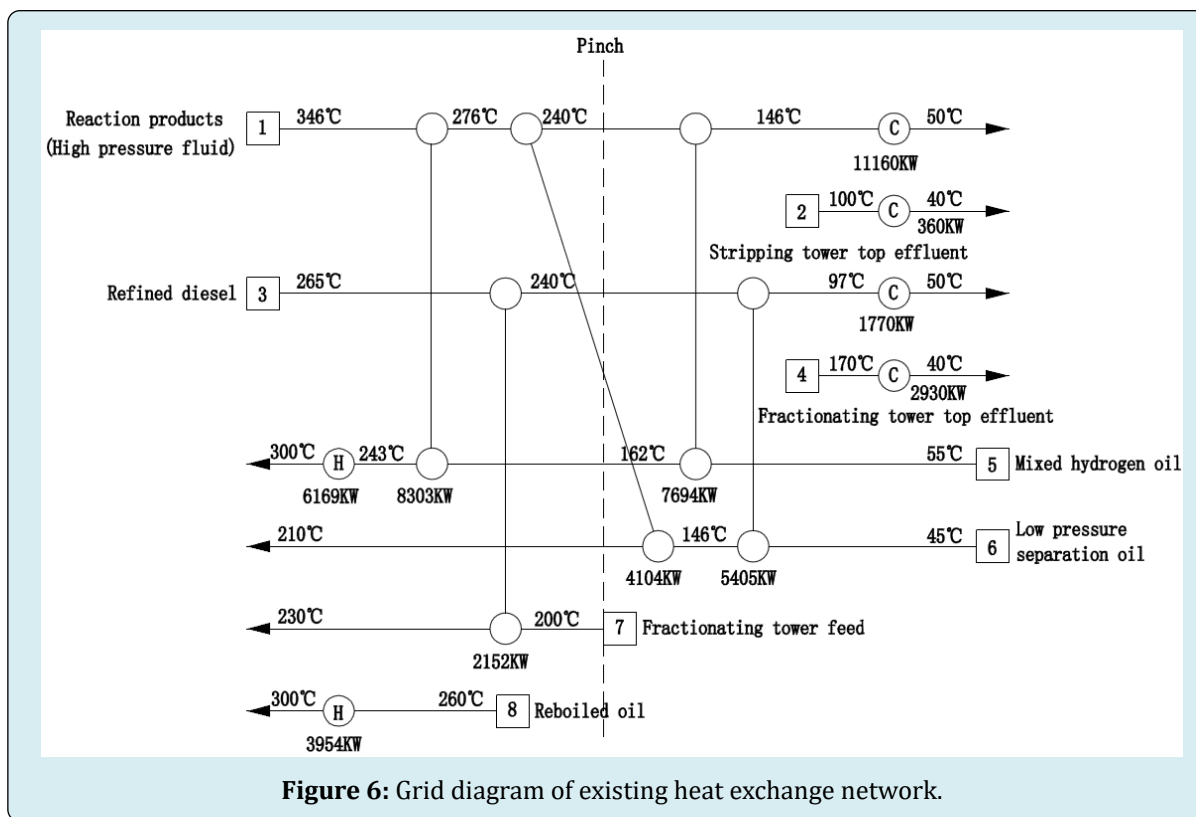 Pinch
Reaction products
(High pressure fluid)
1
346℃
276℃
240℃
146℃
C
50℃
11160KW
2
100℃
C
40℃
360KW
Stripping tower top effluent
Refined diesel
3
265℃
240℃
97℃
C
50℃
1770KW
4
170℃
C
40℃
2930KW
Fractionating tower top effluent
300℃
H
243℃
162℃
55℃
5
Mixed hydrogen oil
6169KW
8303KW
7694KW
210℃
146℃
45℃
6
Low pressure
separation oil
4104KW
5405KW
230℃
200℃
7
Fractionating tower feed
2152KW
300℃
H
260℃
8
Reboiled oil
3954KW
Figure 6: Grid diagram of existing heat exchange network.